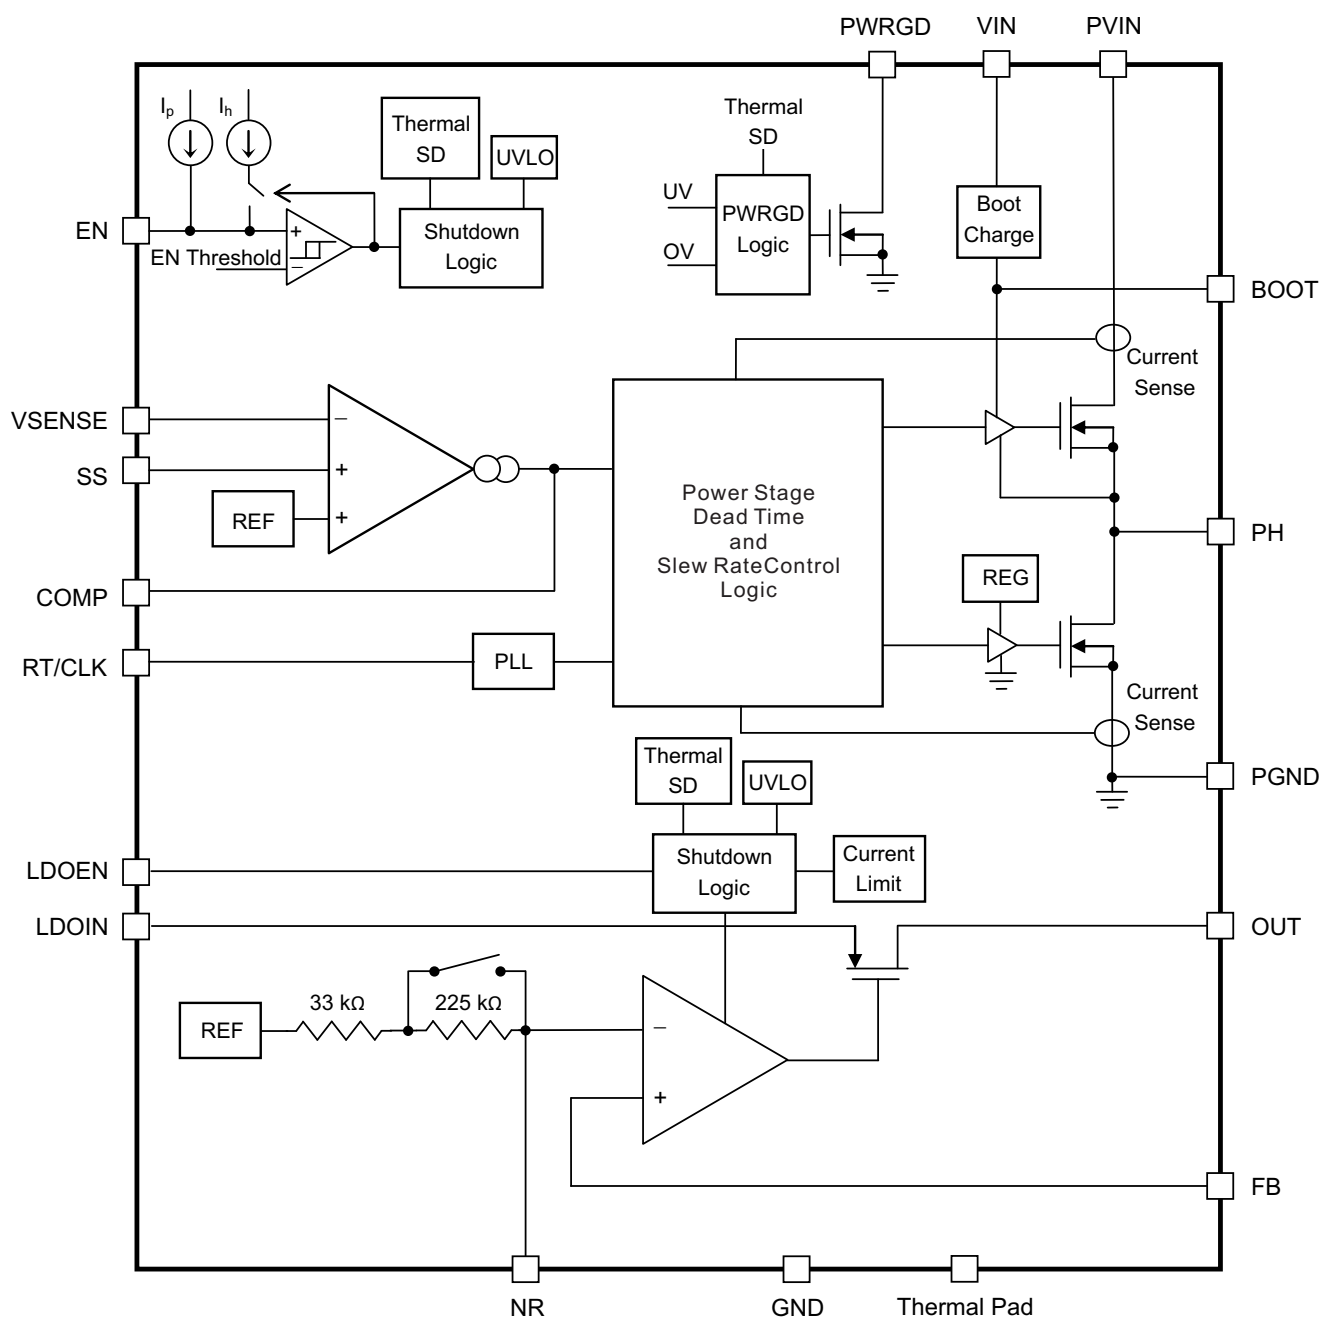 PWRGD
VIN
PVIN
Ip
Ih
Thermal
SD
UVLO
Shutdown
Logic
EN
EN Threshold
+
−
Thermal
SD
UV
OV
PWRGD
Logic
Boot
Charge
BOOT
Current
Sense
VSENSE
−
SS
+
REF
+
COMP
RT/CLK
PLL
Power Stage
Dead Time
and
Slew RateControl
Logic
PH
REG
Current
Sense
PGND
Thermal
SD
UVLO
LDOEN
Shutdown
Logic
Current
Limit
LDOIN
OUT
REF
33 kΩ
225 kΩ
−
+
FB
NR
GND
Thermal Pad